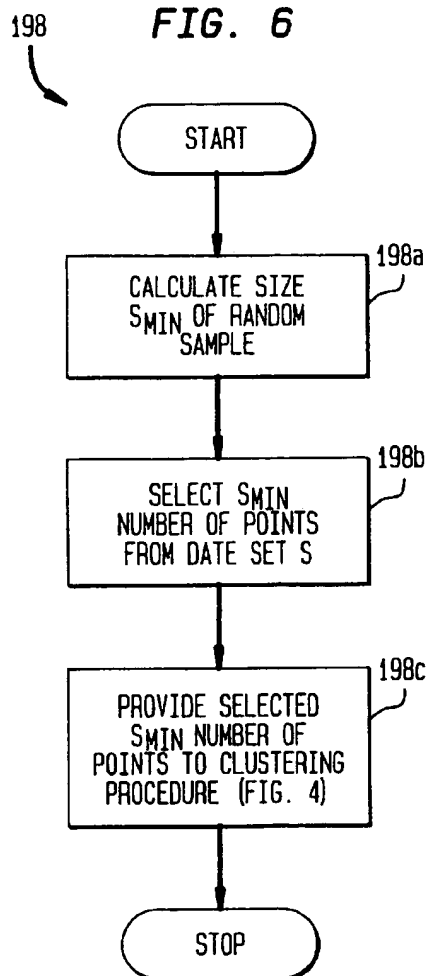 198
FIG. 6
START
198a
CALCULATE SIZE
SMIN OF RANDOM
SAMPLE
198b
SELECT SMIN
NUMBER OF POINTS
FROM DATE SET S
198c
PROVIDE SELECTED
SMIN NUMBER OF
POINTS TO CLUSTERING
PROCEDURE (FIG. 4)
STOP